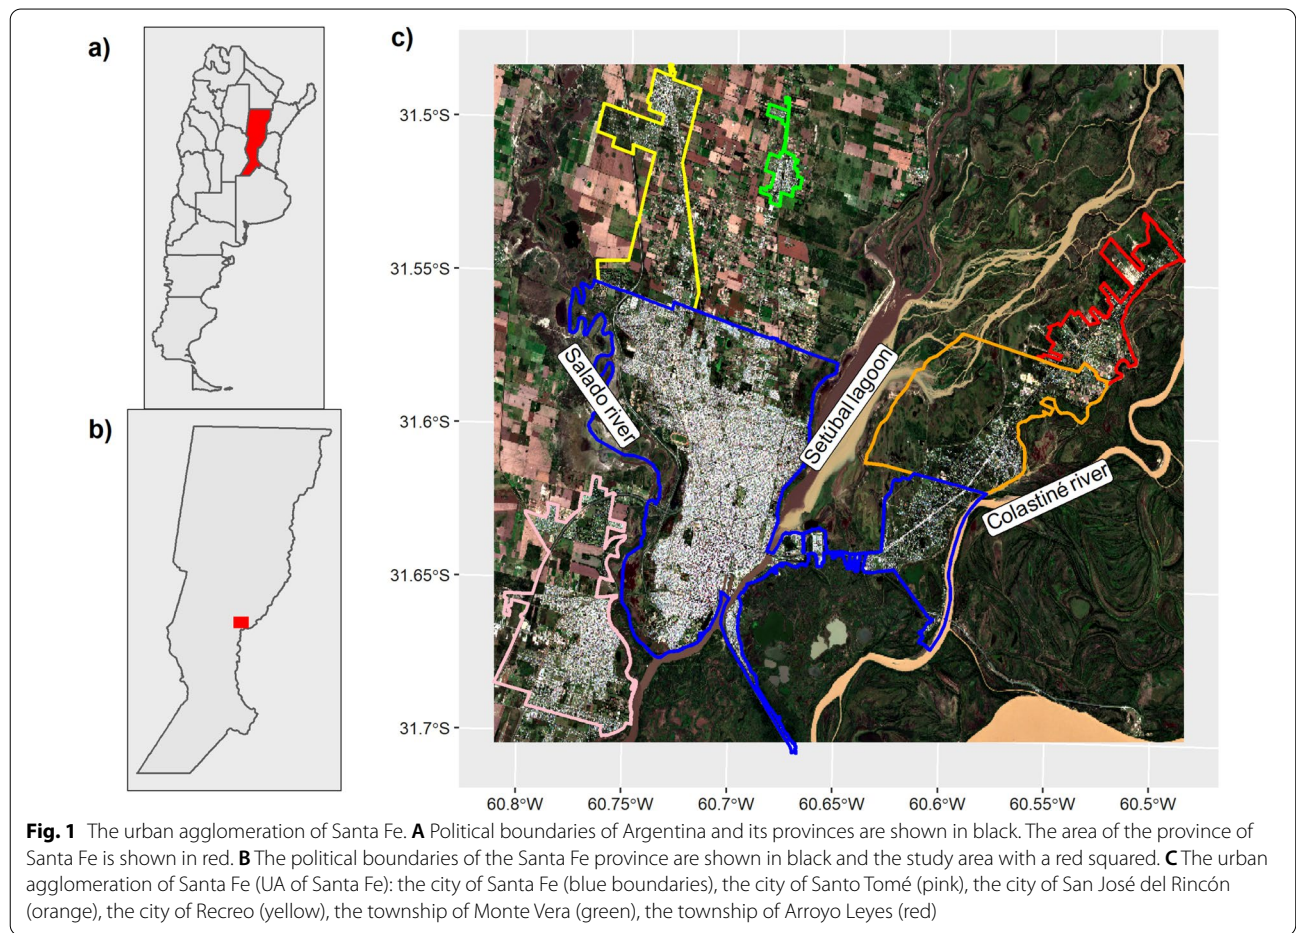 a)
b)
c)
31.5°S
31.55°S
31.6°S
31.65°S
31.7°S
Salado river
Setúbal lagoon
Colastiné river
60.8°W 60.75°W 60.7°W 60.65°W 60.6°W 60.55°W 60.5°W
Fig. 1 The urban agglomeration of Santa Fe. A Political boundaries of Argentina and its provinces are shown in black. The area of the province of
Santa Fe is shown in red. B The political boundaries of the Santa Fe province are shown in black and the study area with a red squared. C The urban
agglomeration of Santa Fe (UA of Santa Fe): the city of Santa Fe (blue boundaries), the city of Santo Tomé (pink), the city of San José del Rincón
(orange), the city of Recreo (yellow), the township of Monte Vera (green), the township of Arroyo Leyes (red)